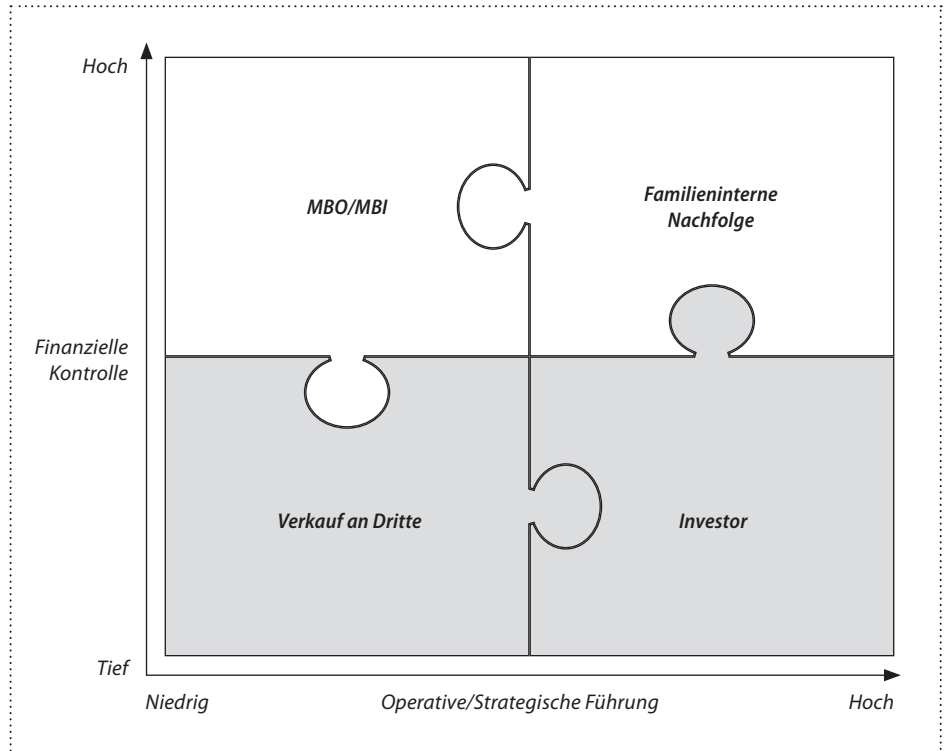 Hoch
MBO/MBI
Familieninterne
Nachfolge
Finanzielle
Kontrolle
Verkauf an Dritte
Investor
Tief
Niedrig
Operative/Strategische Führung
Hoch